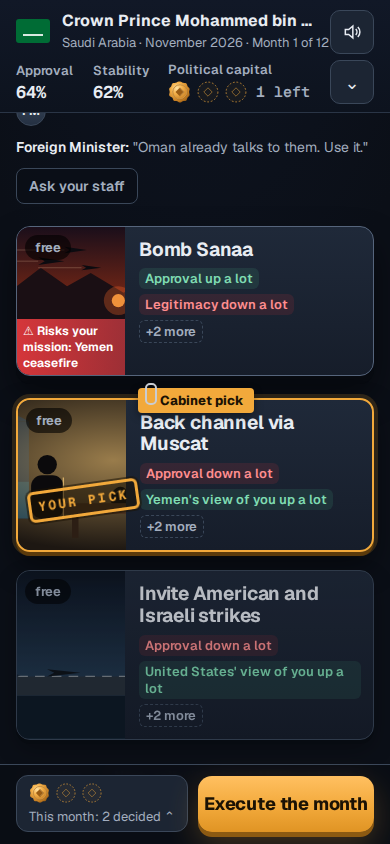 Crown Prince Mohammed bin ...
Saudi Arabia · November 2026 · Month 1 of 12
Approval
Stability
Political capital
64%
62%
1 left
Foreign Minister: "Oman already talks to them. Use it."
Ask your staff
free
Bomb Sanaa
Approval up a lot
Legitimacy down a lot
+2 more
⚠ Risks your
mission: Yemen
ceasefire
Cabinet pick
free
Back channel via
Muscat
Approval down a lot
Yemen's view of you up a lot
+2 more
YOUR PICK
free
Invite American and
Israeli strikes
Approval down a lot
United States' view of you up a
lot
+2 more
This month: 2 decided ⌃
Execute the month